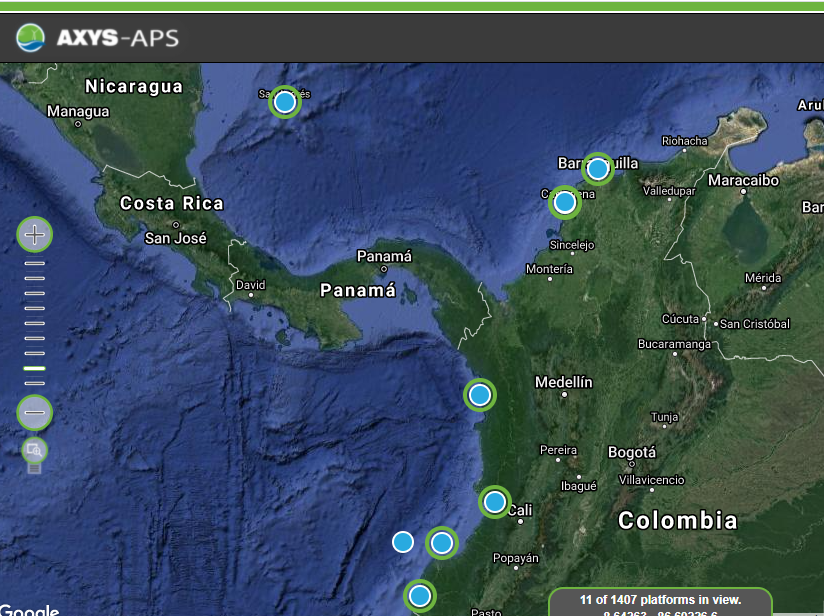 AXYS-APS
Nicaragua
Managua
Costa Rica
San José
David
Panamá
Panamá
Riohacha
Valledupar
Maracaibo
Sincelejo
Montería
Mérida
Cúcuta
San Cristóbal
Bucaramanga
Medellín
Tunja
Pereira
Bogotá
Ibagué
Villavicencio
Cali
Colombia
Popayán
Pasto
Google
11 of 1407 platforms in view.